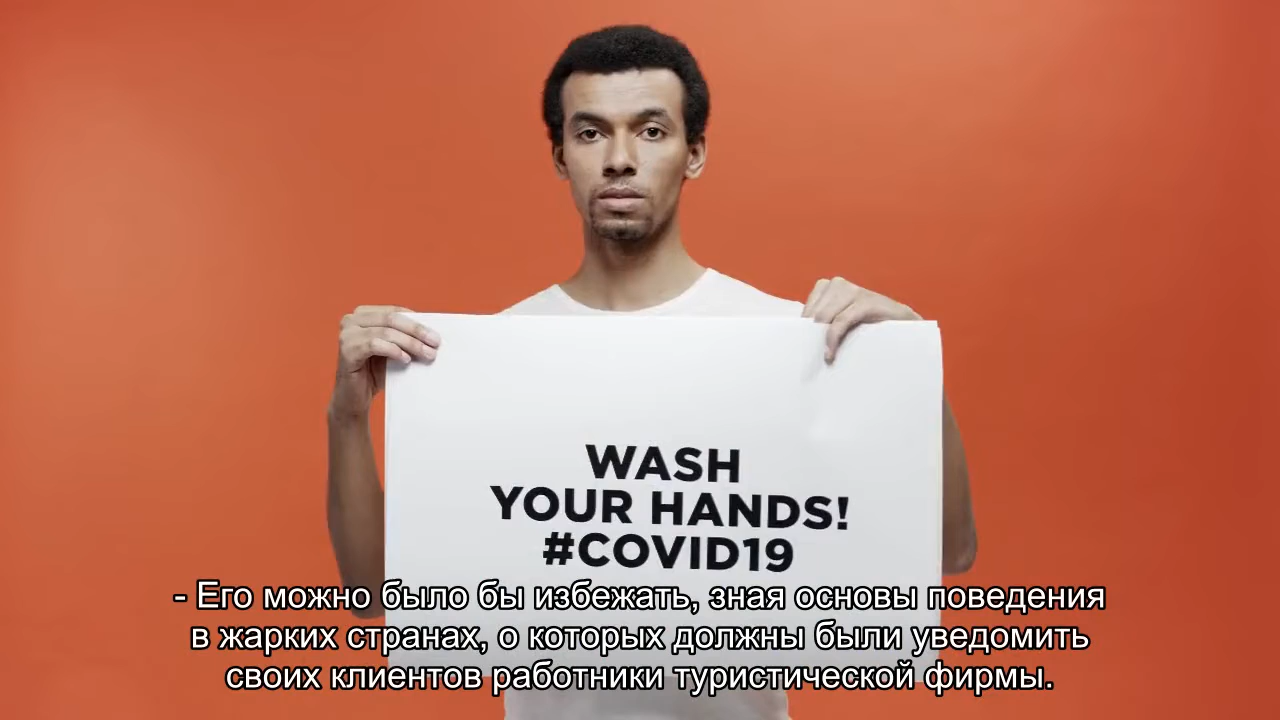 WASH
YOUR HANDS!
#COVID19
- Его можно было бы избежать, зная основы поведения
в жарких странах, о которых должны были уведомить
своих клиентов работники туристической фирмы.